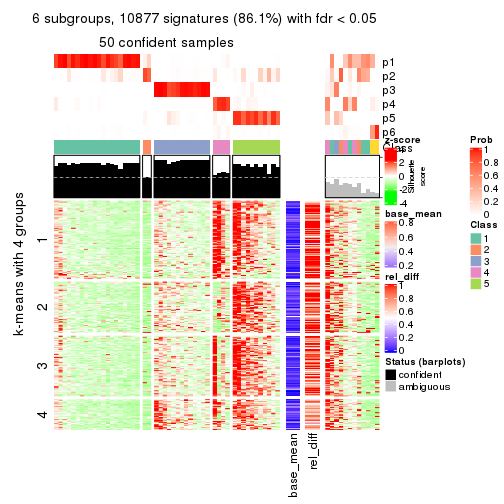 6 subgroups, 10877 signatures (86.1%) with fdr < 0.05
50 confident samples
p1
p2
p3
p4
p5
p6
Class
Silhouette
score
k-means with 4 groups
1
2
3
4
base_mean
rel_diff
z-score
4
2
0
-2
-4
base_mean
0.8
0.6
0.4
0.2
rel_diff
1
0.8
0.6
0.4
0.2
0
Status (barplots)
confident
ambiguous
Prob
1
0.8
0.6
0.4
0.2
0
Class
1
2
3
4
5